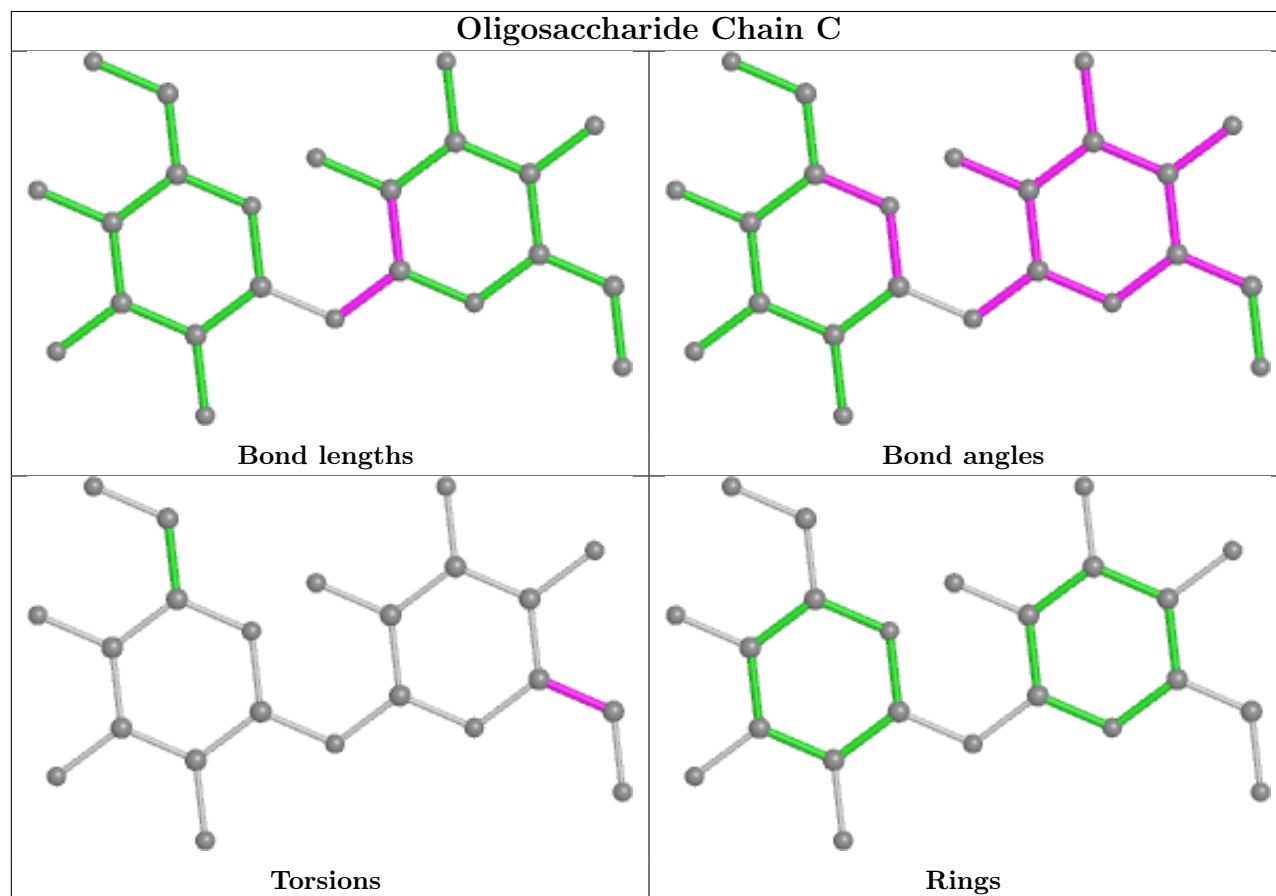 Oligosaccharide Chain C
Bond lengths
Bond angles
Torsions
Rings